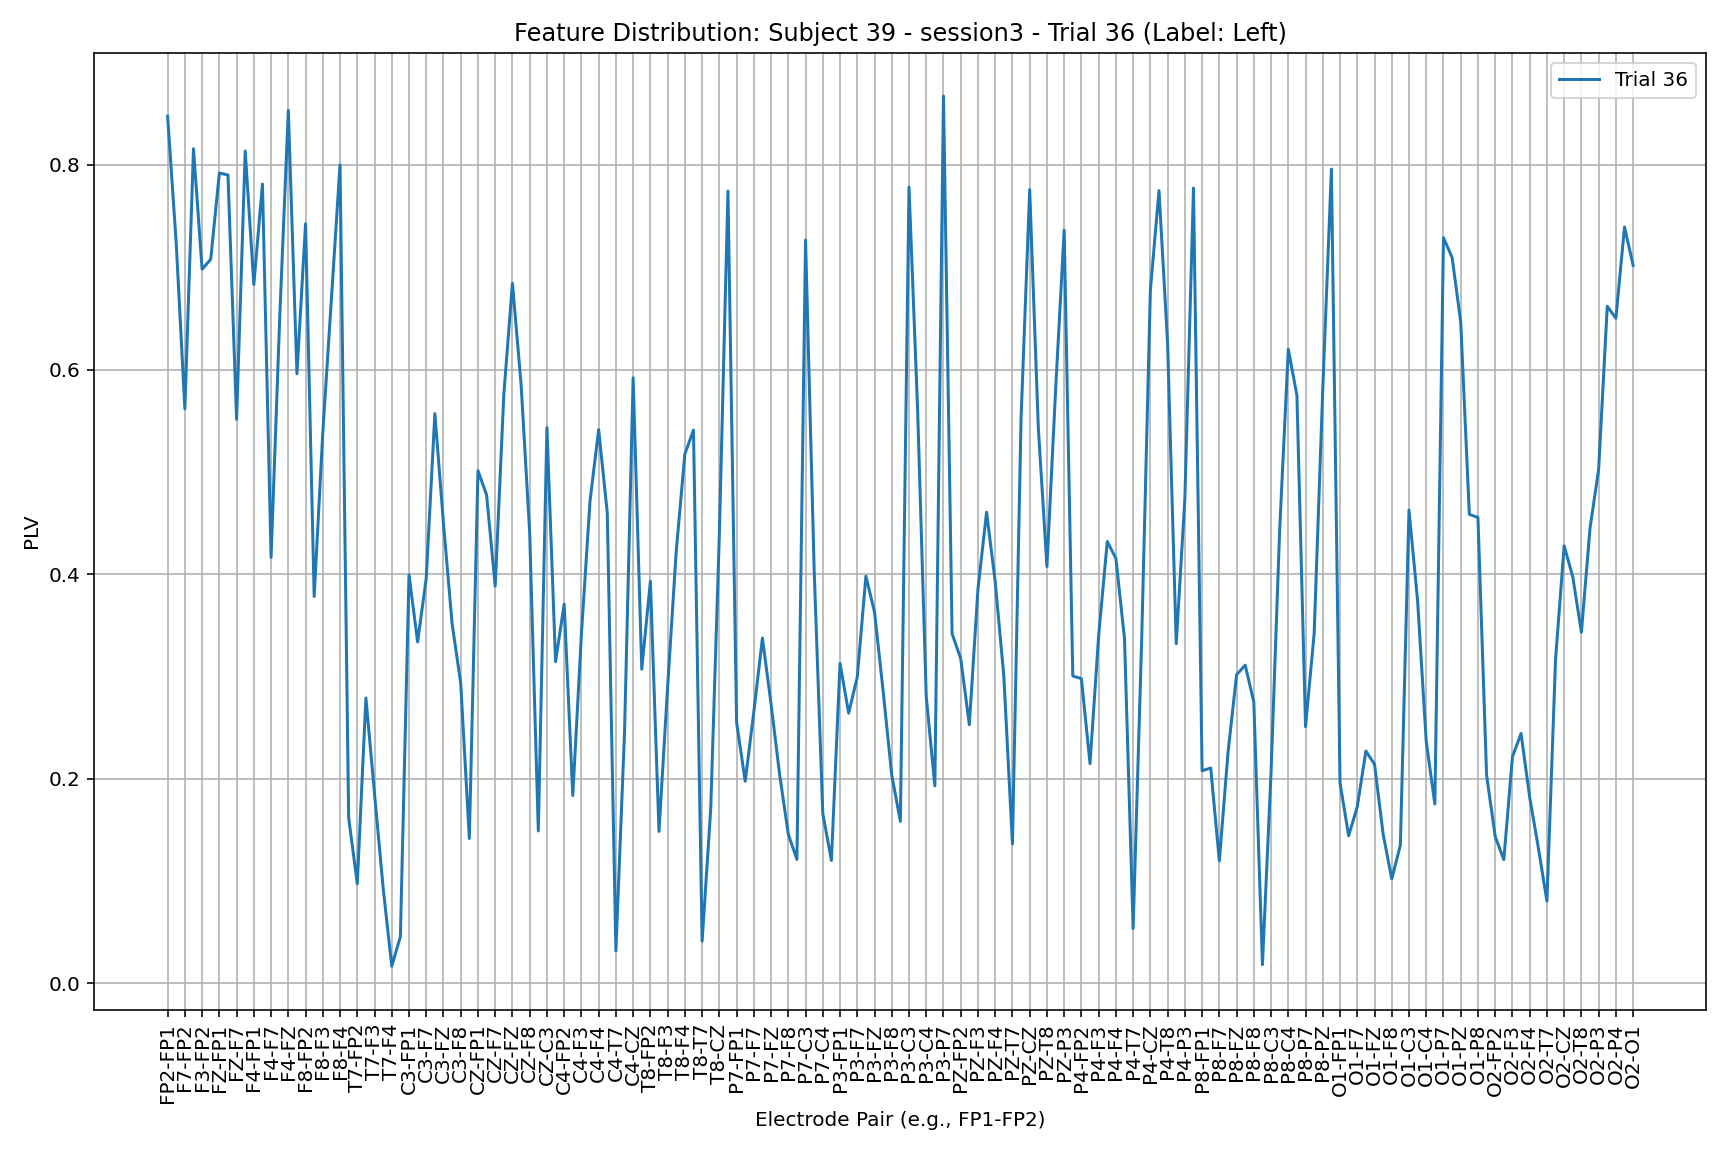 Feature Distribution: Subject 39 - session3 - Trial 36 (Label: Left)
Trial 36
PLV
0.8
0.6
0.4
0.2
0.0
FP2-FP1
F7-FP2
F3-FP2
FZ-FP1
FZ-F7
F4-FP1
F4-F7
F4-FZ
F8-FP2
F8-F3
F8-F4
T7-FP2
T7-F3
T7-F4
C3-FP1
C3-F7
C3-FZ
C3-F8
CZ-FP1
CZ-F7
CZ-FZ
CZ-F8
CZ-C3
C4-FP2
C4-F3
C4-F4
C4-T7
C4-CZ
T8-FP2
T8-F3
T8-F4
T8-T7
T8-CZ
P7-FP1
P7-F7
P7-FZ
P7-F8
P7-C3
P7-C4
P3-FP1
P3-F7
P3-FZ
P3-F8
P3-C3
P3-C4
P3-P7
PZ-FP2
PZ-F3
PZ-F4
PZ-T7
PZ-CZ
PZ-T8
PZ-P3
P4-FP2
P4-F3
P4-F4
P4-T7
P4-CZ
P4-T8
P4-P3
P8-FP1
P8-F7
P8-FZ
P8-F8
P8-C3
P8-C4
P8-P7
P8-PZ
O1-FP1
O1-F7
O1-FZ
O1-F8
O1-C3
O1-C4
O1-P7
O1-PZ
O1-P8
O2-FP2
O2-F3
O2-F4
O2-T7
O2-CZ
O2-T8
O2-P3
O2-P4
O2-O1
Electrode Pair (e.g., FP1-FP2)